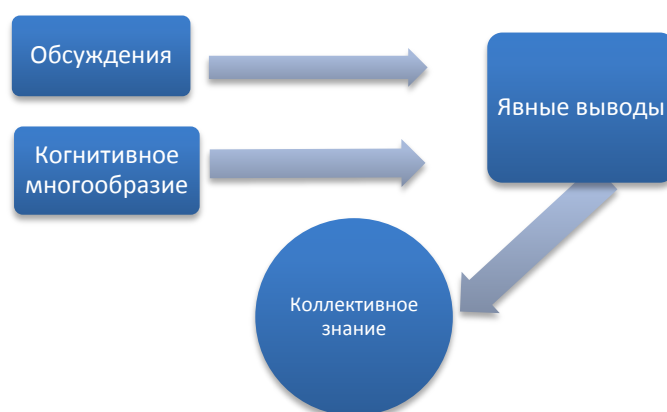 Обсуждения
Явные выводы
Когнитивное
многообразие
Коллективное
знание